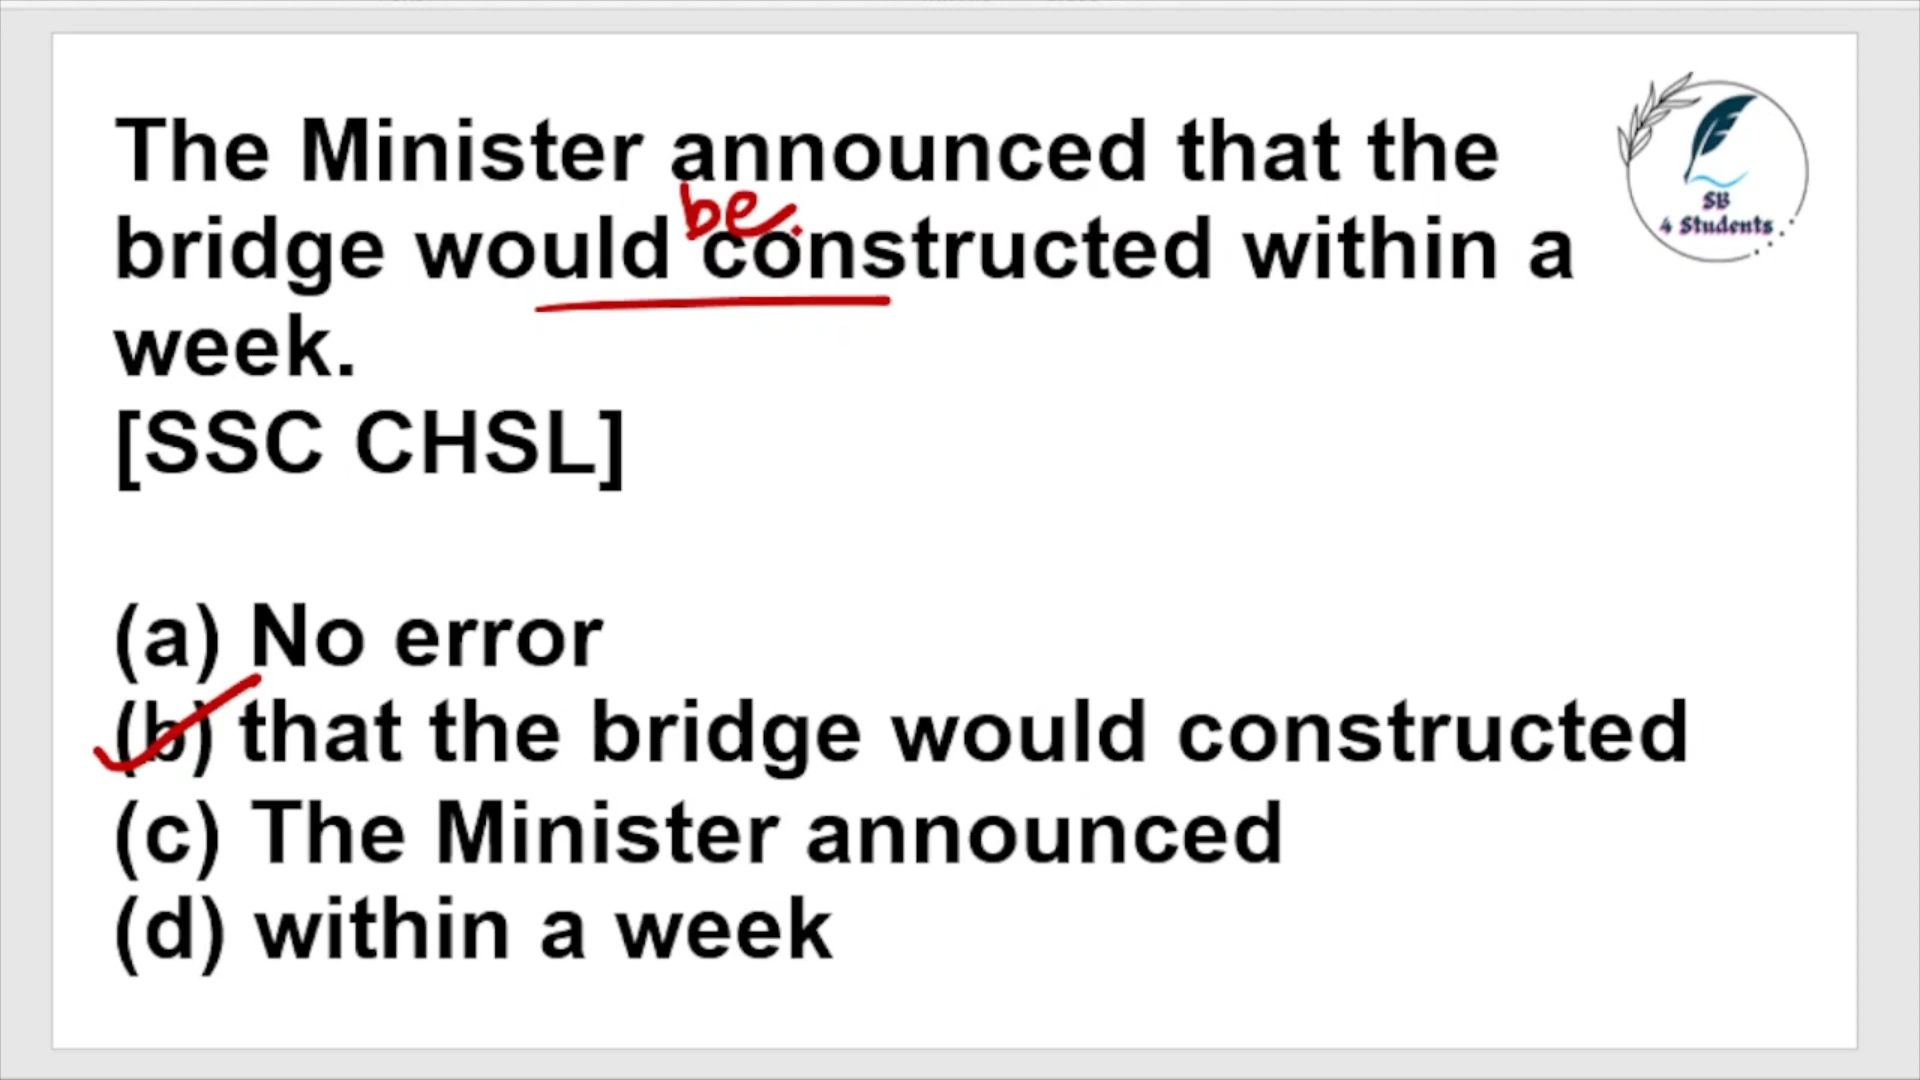 The Minister announced that the
be
bridge would constructed within a
week.
[SSC CHSL]
(a) No error
(b) that the bridge would constructed
(c) The Minister announced
(d) within a week
SB
4 Students